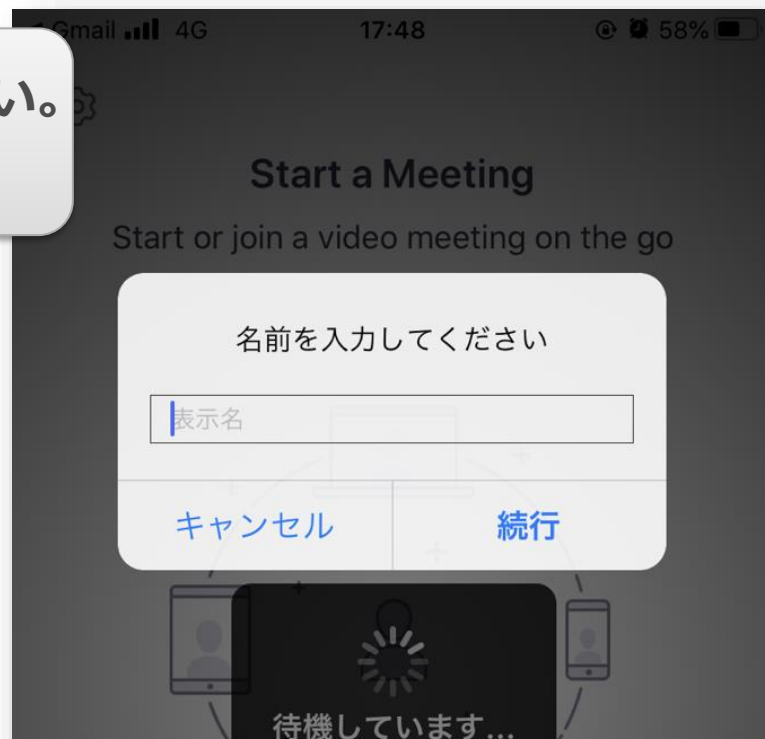 Gmail 4G 17:48 58%
い。
Start a Meeting
Start or join a video meeting on the go
名前を入力してください
表示名
キャンセル 続行
待機しています...